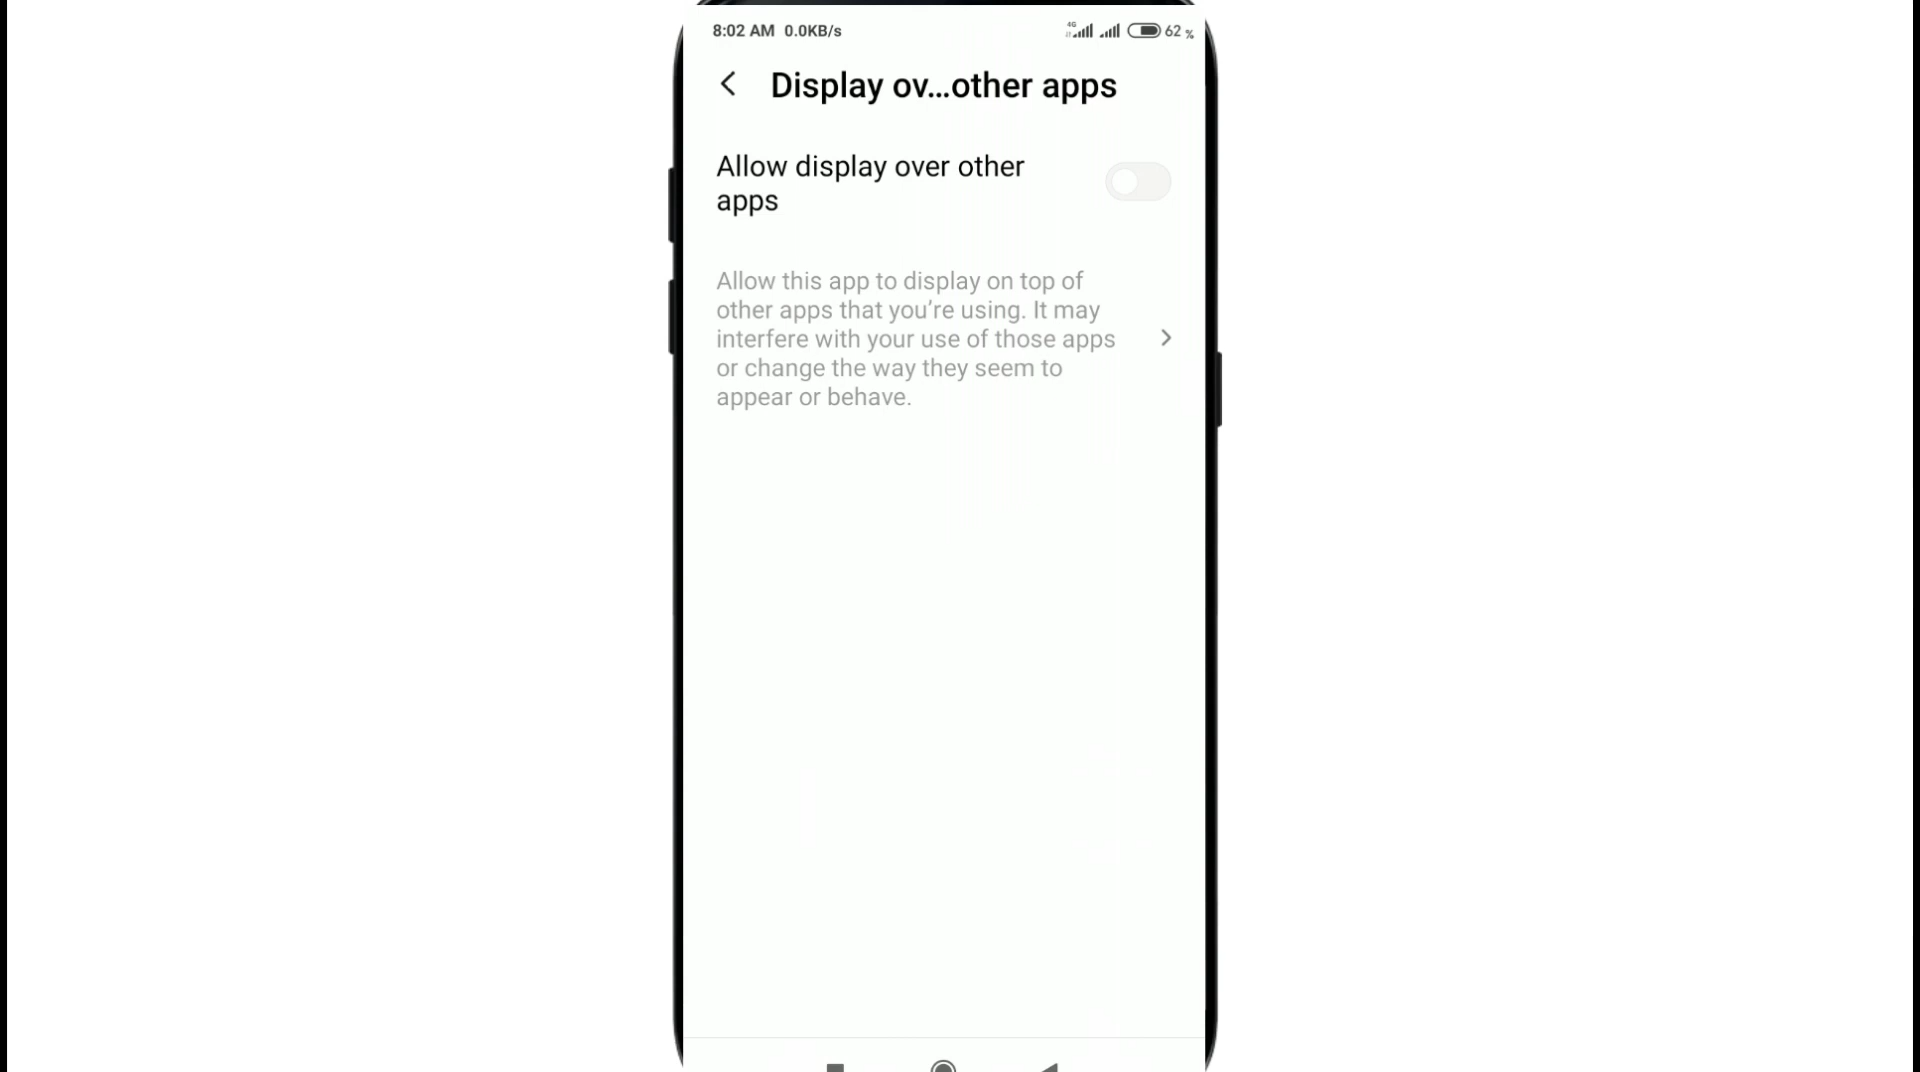 8:02 AM 0.0KB/s 4G 62 %
Display ov...other apps
Allow display over other
apps
Allow this app to display on top of
other apps that you're using. It may
interfere with your use of those apps
or change the way they seem to
appear or behave.